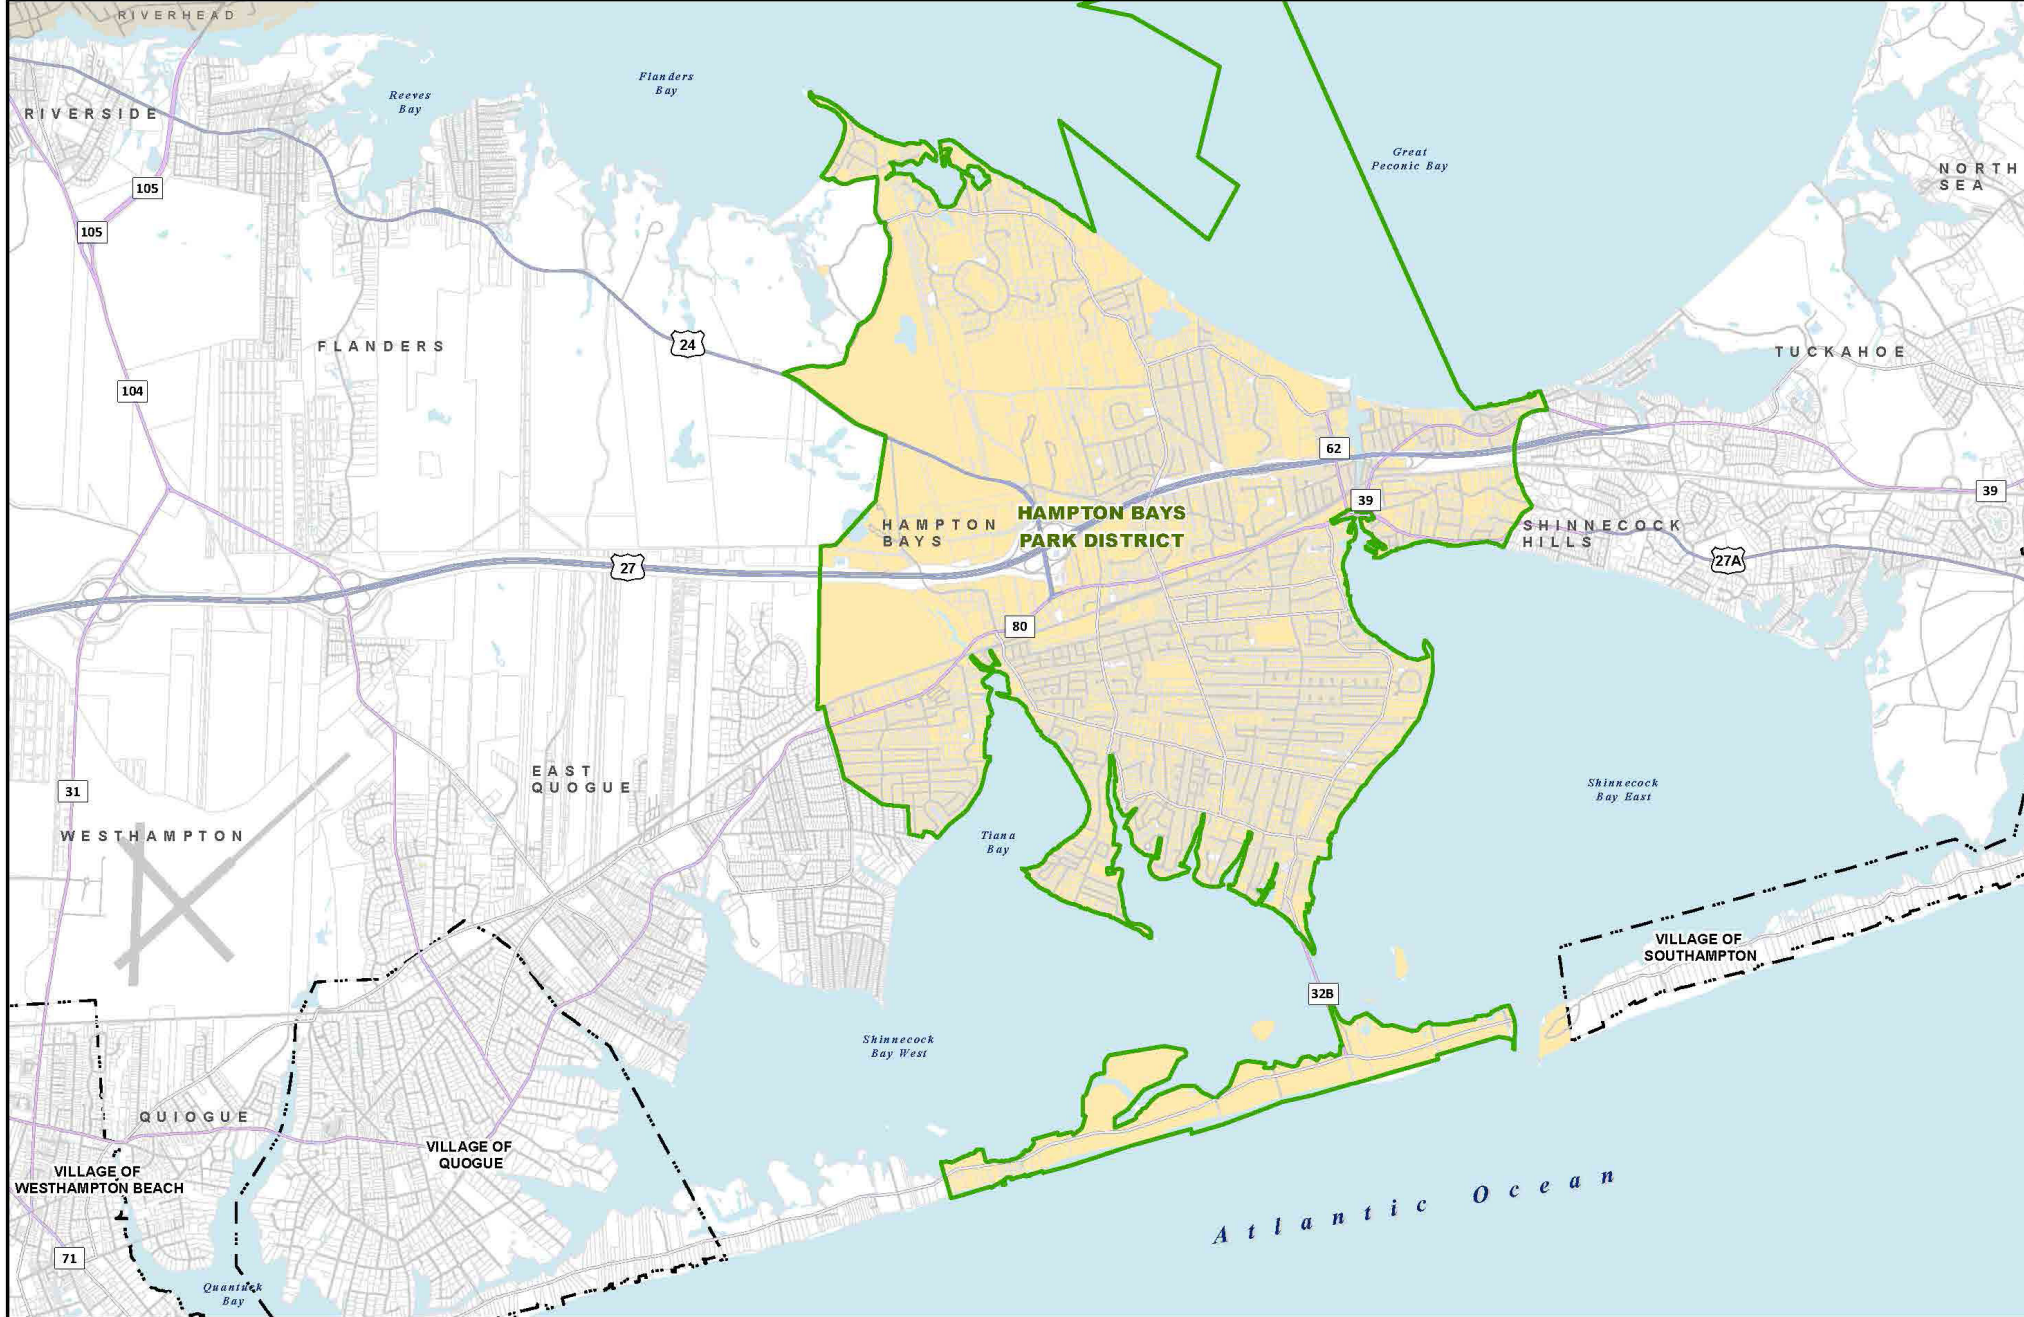 RIVERHEAD
Flanders
Bay
Reeves
Bay
RIVERSIDE
Great
Peconic Bay
NORTH
SEA
105
105
24
FLANDERS
TUCKAHOE
104
62
39
39
HAMPTON
BAYS
HAMPTON BAYS
PARK DISTRICT
SHINNECOCK
HILLS
27
27A
80
EAST
QUOGUE
31
Shinnecock
Bay East
WESTHAMPTON
Tiana
Bay
VILLAGE OF
SOUTHAMPTON
32B
Shinnecock
Bay West
QUIOGUE
VILLAGE OF
QUOGUE
VILLAGE OF
WESTHAMPTON BEACH
Atlantic Ocean
71
Quantuck
Bay